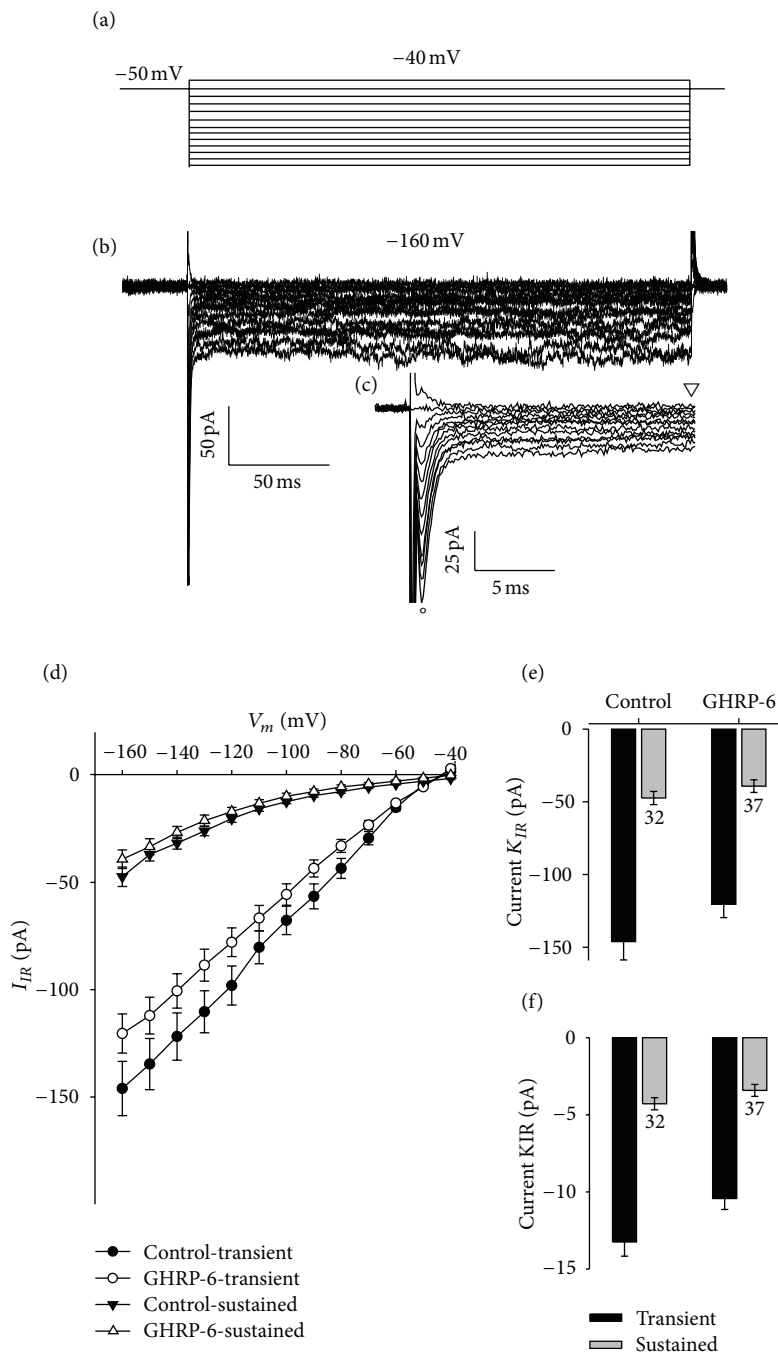 (a)
−40 mV
−50 mV
(b)
−160 mV
(c)
50 pA
50 ms
25 pA
5 ms
(d)
V_m (mV)
−160 −140 −120 −100 −80 −60 −40
0
−50
−100
−150
I_IR (pA)
Control-transient
GHRP-6-transient
Control-sustained
GHRP-6-sustained
(e)
Control GHRP-6
0
−50
−100
−150
Current K_IR (pA)
32
37
(f)
0
−5
−10
−15
Current KIR (pA)
32
37
Transient
Sustained